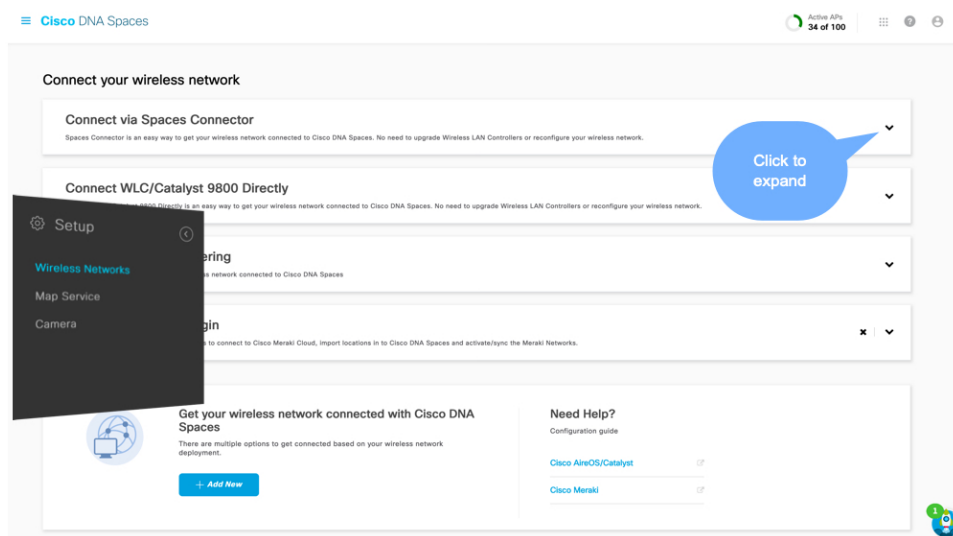 Cisco DNA Spaces
Active APs
34 of 100
Connect your wireless network
Connect via Spaces Connector
Spaces Connector is an easy way to get your wireless network connected to Cisco DNA Spaces. No need to upgrade Wireless LAN Controllers or reconfigure your wireless network.
Click to
expand
Connect WLC/Catalyst 9800 Directly
9800 Directly is an easy way to get your wireless network connected to Cisco DNA Spaces. No need to upgrade Wireless LAN Controllers or reconfigure your wireless network.
Setup
Wireless Networks
Map Service
Camera
ering
network connected to Cisco DNA Spaces
gin
to connect to Cisco Meraki Cloud, import locations in to Cisco DNA Spaces and activate/sync the Meraki Networks.
Get your wireless network connected with Cisco DNA
Spaces
There are multiple options to get connected based on your wireless network
deployment.
+ Add New
Need Help?
Configuration guide
Cisco AireOS/Catalyst
Cisco Meraki
1